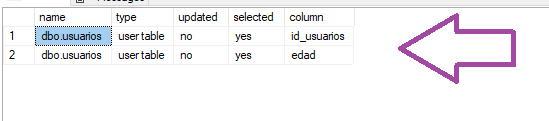 Messages
name type updated selected column
1 dbo.usuarios user table no yes id_usuarios
2 dbo.usuarios user table no yes edad